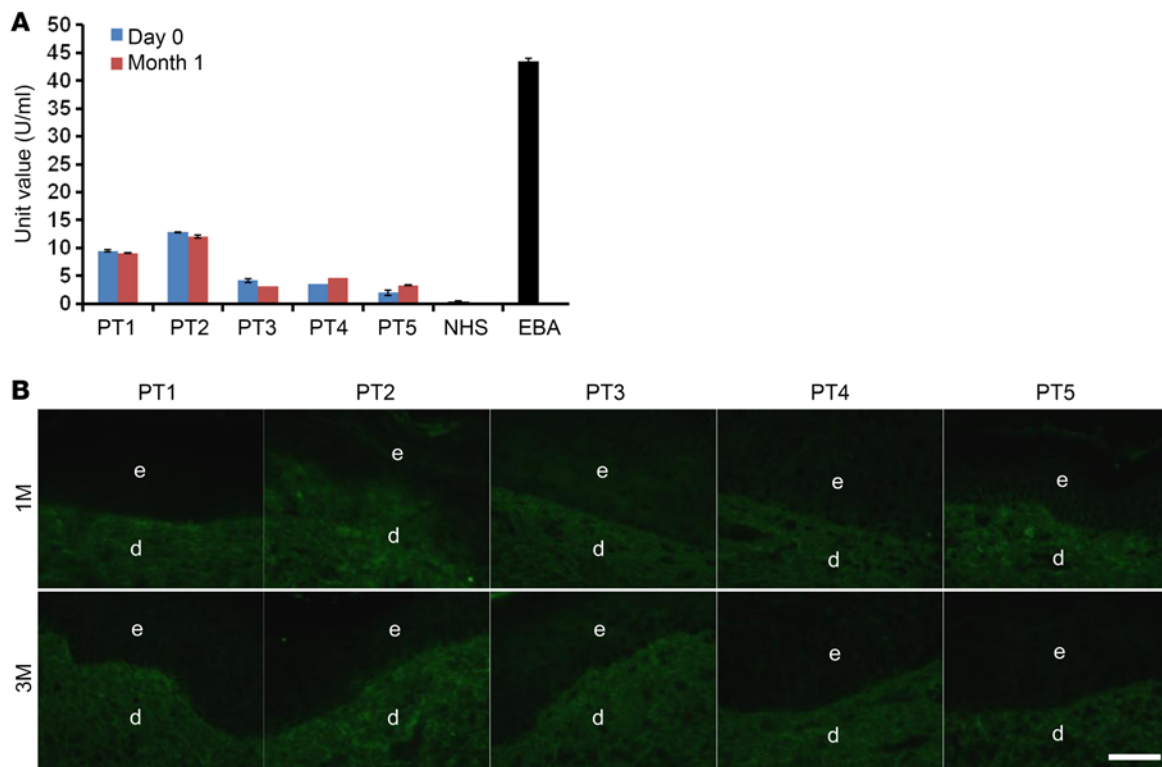 A
Unit value (U/ml)
50
45
40
35
30
25
20
15
10
5
0
Day 0
Month 1
PT1 PT2 PT3 PT4 PT5 NHS EBA
B
PT1 PT2 PT3 PT4 PT5
1M
e e e e e
d d d d d
3M
e e e e e
d d d d d